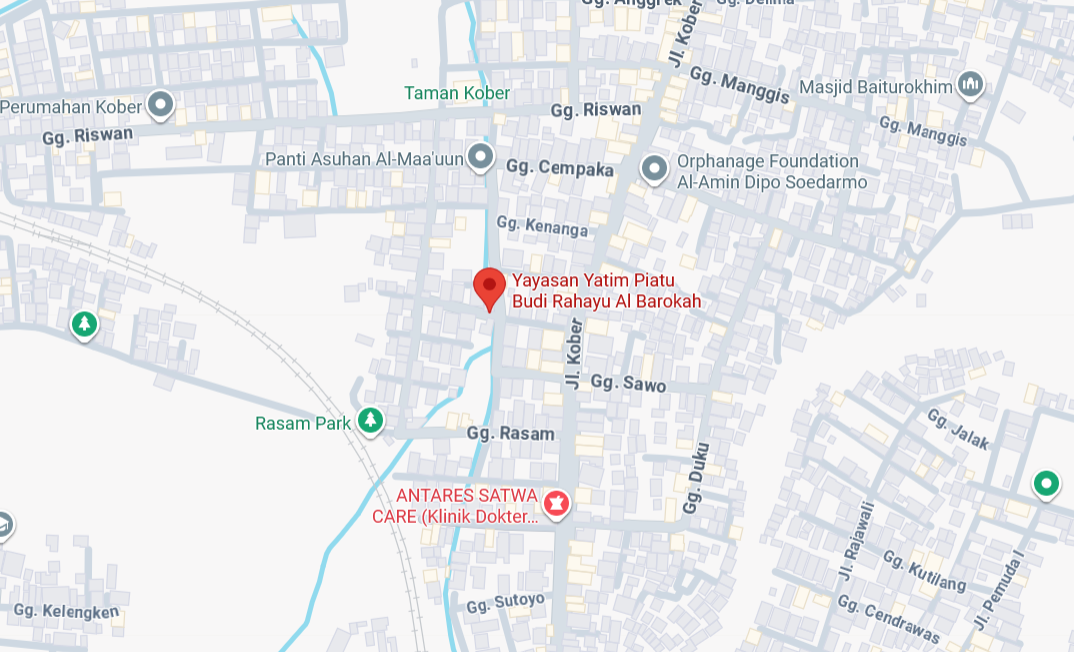 Gg. Anggrek
Gg. Delima
Jl. Kober
Gg. Manggis
Masjid Baiturokhim
Taman Kober
Perumahan Kober
Gg. Riswan
Gg. Riswan
Gg. Manggis
Panti Asuhan Al-Maa'uun
Gg. Cempaka
Orphanage Foundation
Al-Amin Dipo Soedarmo
Gg. Kenanga
Yayasan Yatim Piatu
Budi Rahayu Al Barokah
Jl. Kober
Gg. Sawo
Rasam Park
Gg. Rasam
Gg. Jalak
Gg. Duku
ANTARES SATWA
CARE (Klinik Dokter...
Jl. Rajawali
Gg. Kutilang
Jl. Pemuda I
Gg. Kelengken
Gg. Sutoyo
Gg. Cendrawas